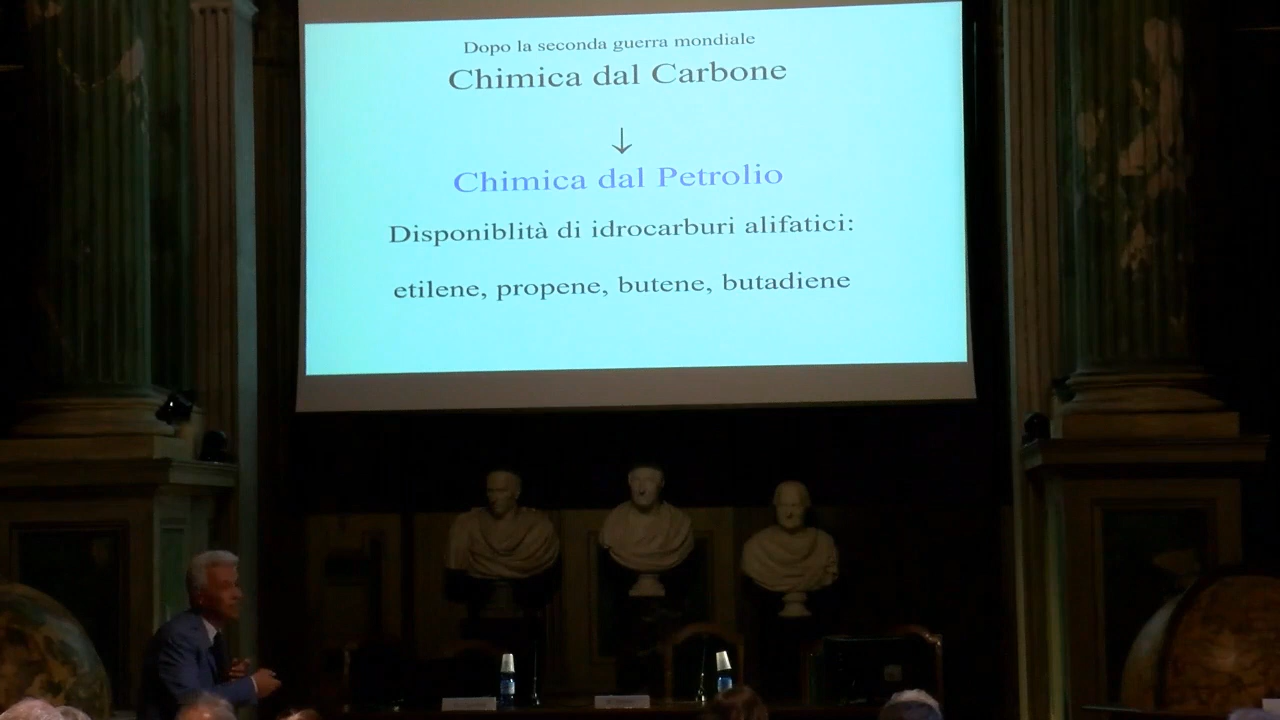 Dopo la seconda guerra mondiale
Chimica dal Carbone
↓
Chimica dal Petrolio
Disponiblità di idrocarburi alifatici:
etilene, propene, butene, butadiene